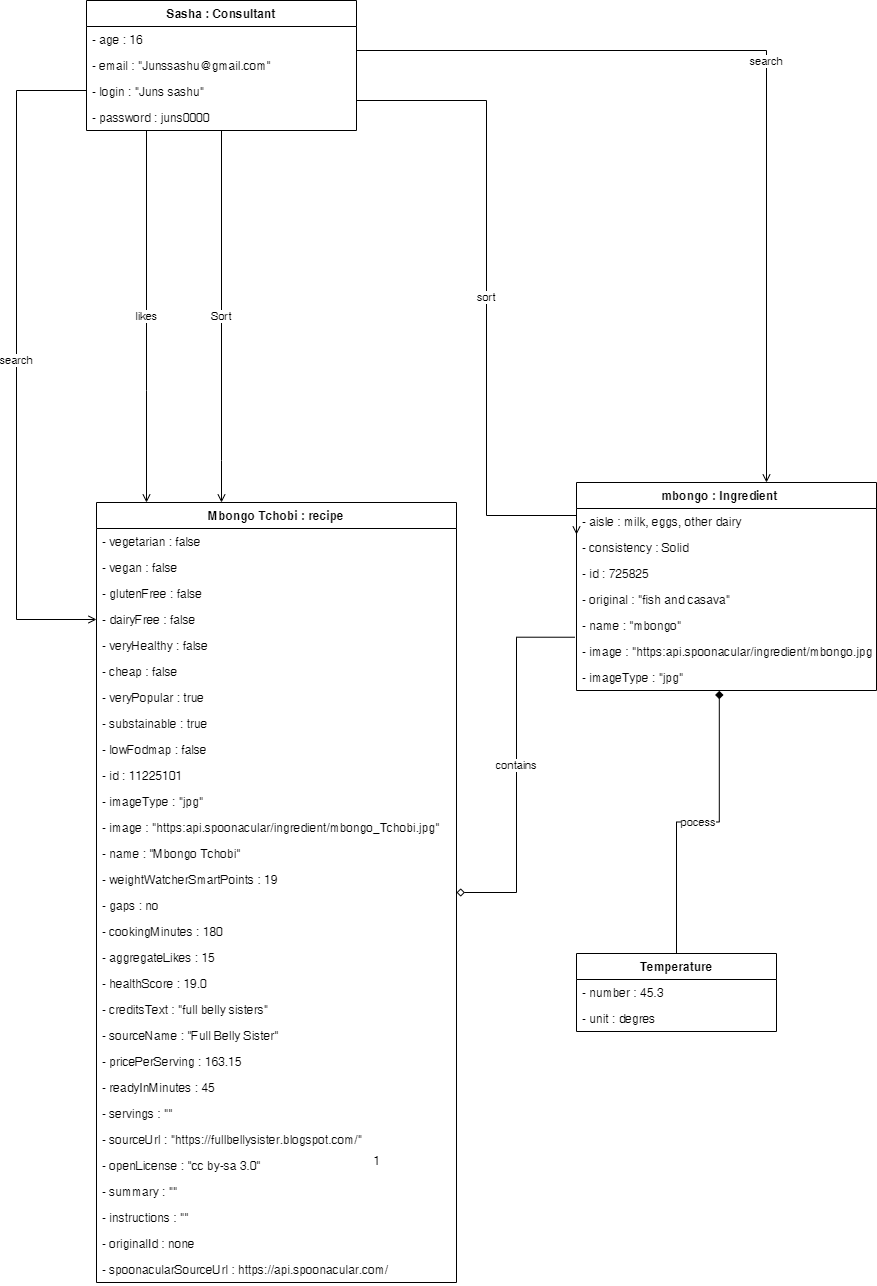 Sasha : Consultant
- age : 16
- email : "Junssashu@gmail.com"
- login : "Juns sashu"
- password : juns0000
search
sort
likes
Sort
search
mbongo : Ingredient
- aisle : milk, eggs, other dairy
- consistency : Solid
- id : 725825
- original : "fish and casava"
- name : "mbongo"
- image : "https:api.spoonacular/ingredient/mbongo.jpg
- imageType : "jpg"
Mbongo Tchobi : recipe
- vegetarian : false
- vegan : false
- glutenFree : false
- dairyFree : false
- veryHealthy : false
- cheap : false
- veryPopular : true
- substainable : true
- lowFodmap : false
- id : 11225101
- imageType : "jpg"
- image : "https:api.spoonacular/ingredient/mbongo_Tchobi.jpg"
- name : "Mbongo Tchobi"
- weightWatcherSmartPoints : 19
- gaps : no
- cookingMinutes : 180
- aggregateLikes : 15
- healthScore : 19.0
- creditsText : "full belly sisters"
- sourceName : "Full Belly Sister"
- pricePerServing : 163.15
- readyInMinutes : 45
- servings : ""
- sourceUrl : "https://fullbellysister.blogspot.com/"
- openLicense : "cc by-sa 3.0"
1
- summary : ""
- instructions : ""
- originalId : none
- spoonacularSourceUrl : https://api.spoonacular.com/
contains
pocess
Temperature
- number : 45.3
- unit : degres